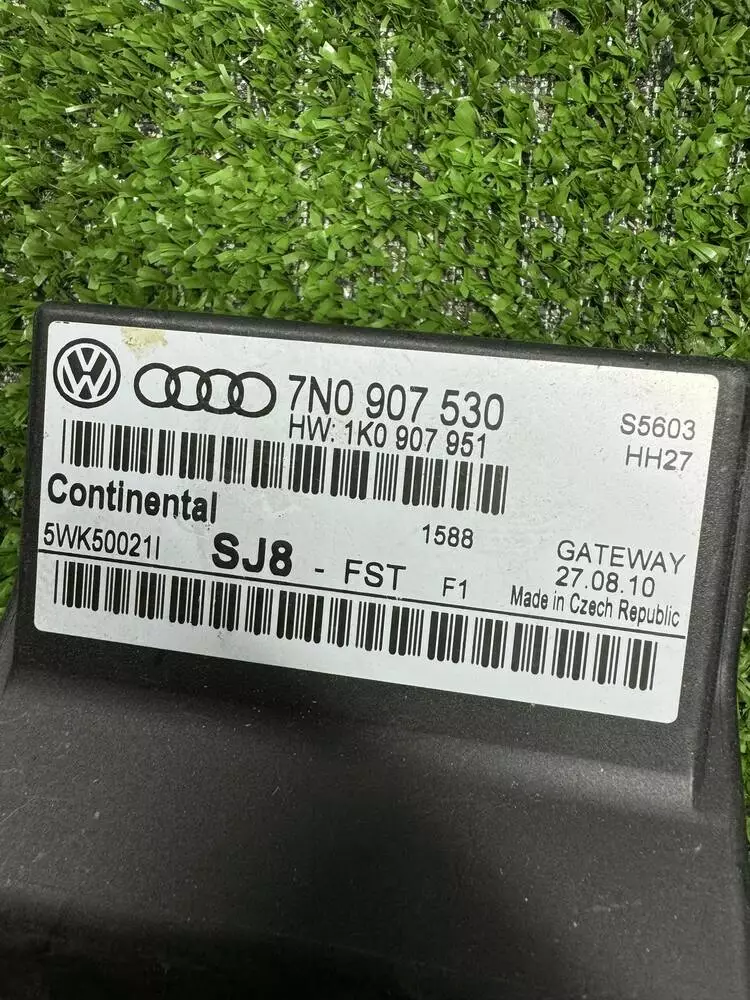 7N0 907 530
HW: 1K0 907 951
S5603
HH27
Continental
5WK50021I
SJ8 - FST F1
1588
GATEWAY
27.08.10
Made in Czech Republic